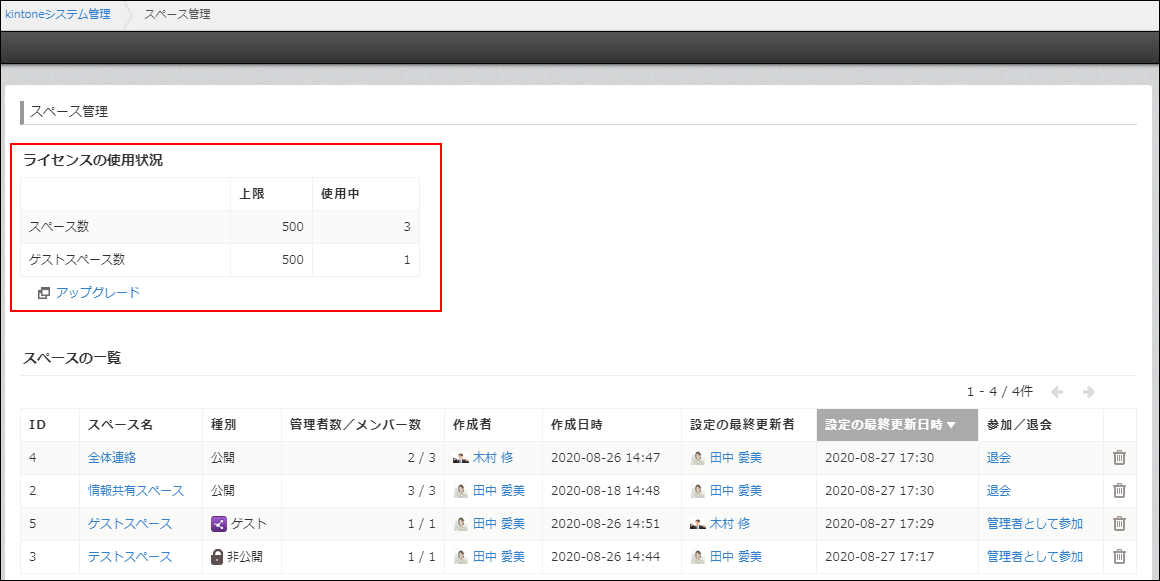 kintoneシステム管理 スペース管理
スペース管理
ライセンスの使用状況
上限 使用中
スペース数 500 3
ゲストスペース数 500 1
アップグレード
スペースの一覧
1 - 4 / 4件
ID スペース名 種別 管理者数／メンバー数 作成者 作成日時 設定の最終更新者 設定の最終更新日時▼ 参加／退会
4 全体連絡 公開 2 / 3 木村 修 2020-08-26 14:47 田中 愛美 2020-08-27 17:30 退会
2 情報共有スペース 公開 3 / 3 田中 愛美 2020-08-18 14:48 田中 愛美 2020-08-27 17:30 退会
5 ゲストスペース ゲスト 1 / 1 田中 愛美 2020-08-26 14:51 木村 修 2020-08-27 17:29 管理者として参加
3 テストスペース 非公開 1 / 1 田中 愛美 2020-08-26 14:44 田中 愛美 2020-08-27 17:17 管理者として参加